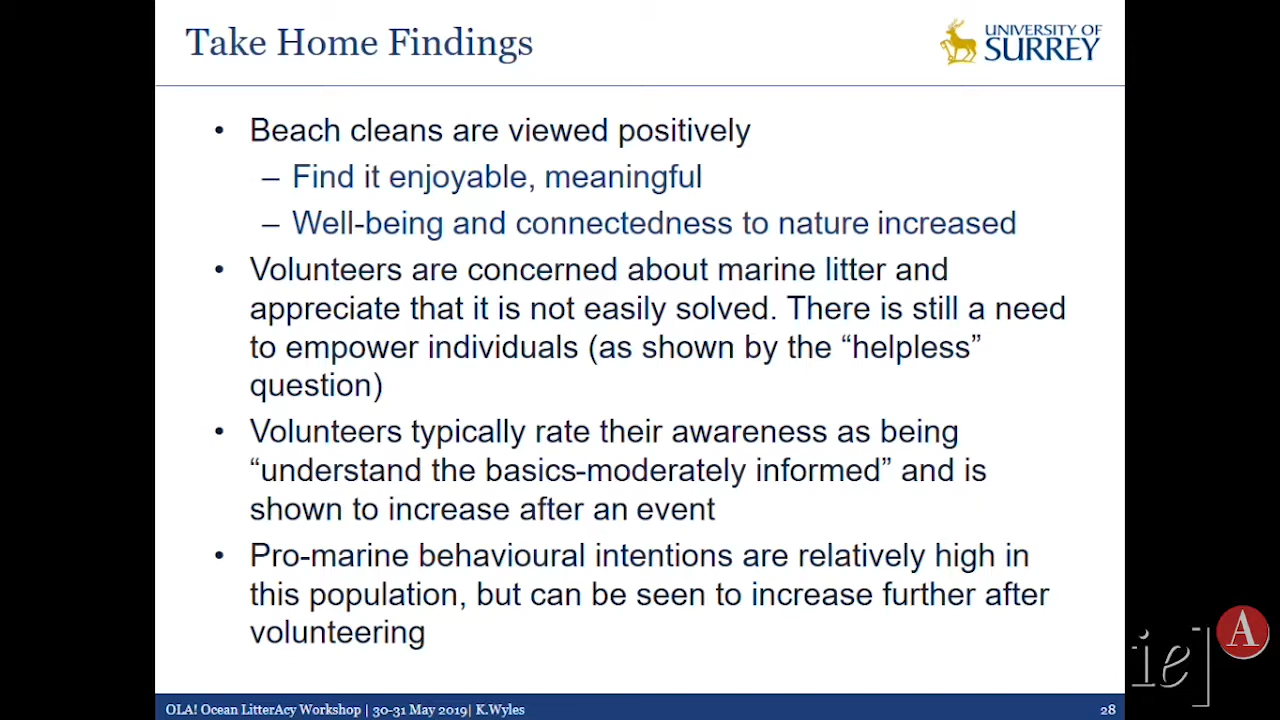 Take Home Findings
UNIVERSITY OF
SURREY
• Beach cleans are viewed positively
– Find it enjoyable, meaningful
– Well-being and connectedness to nature increased
• Volunteers are concerned about marine litter and
appreciate that it is not easily solved. There is still a need
to empower individuals (as shown by the “helpless”
question)
• Volunteers typically rate their awareness as being
“understand the basics-moderately informed” and is
shown to increase after an event
• Pro-marine behavioural intentions are relatively high in
this population, but can be seen to increase further after
volunteering
ie] A
OLA! Ocean LitterAcy Workshop | 30-31 May 2019| K.Wyles
28